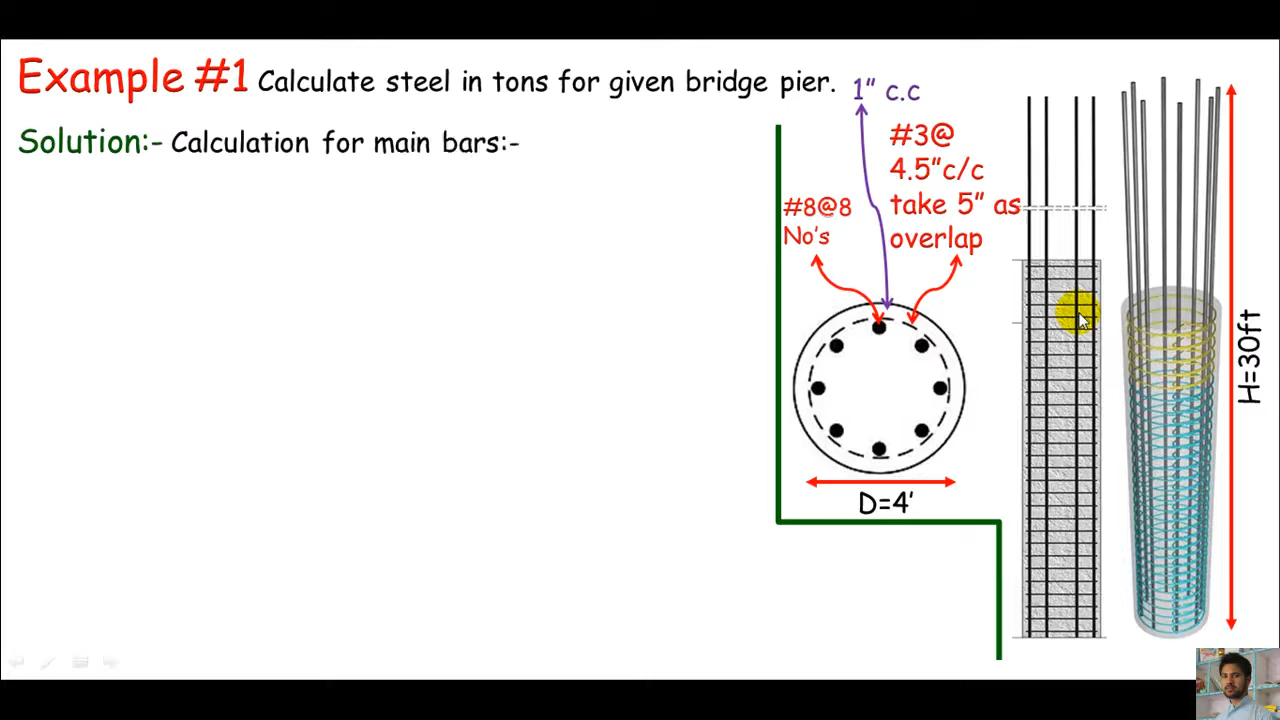 Example #1 Calculate steel in tons for given bridge pier.
Solution:- Calculation for main bars:-
1" c.c
#3@
4.5"c/c
take 5" as
overlap
#8@8
No's
D=4'
H=30ft